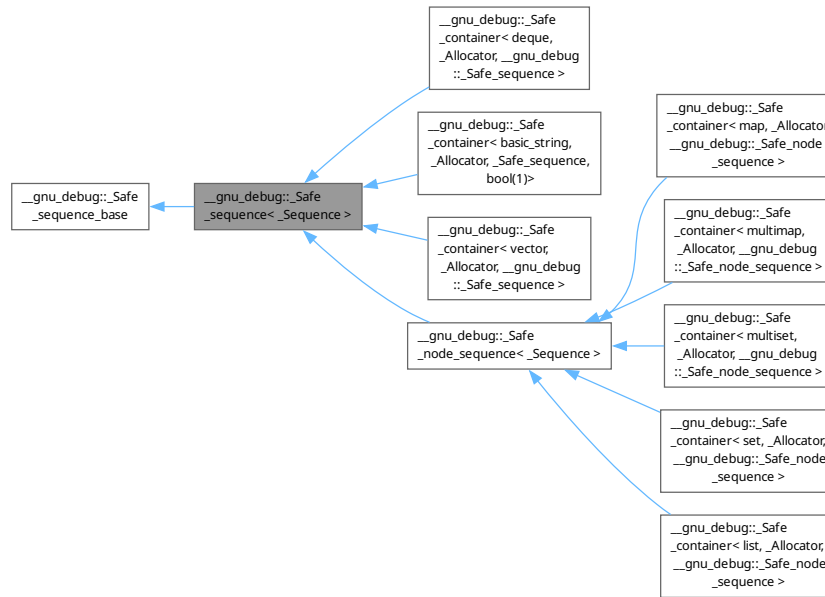 __gnu_debug::_Safe
_sequence_base
__gnu_debug::_Safe
_sequence< _Sequence >
__gnu_debug::_Safe
_container< deque,
_Allocator, __gnu_debug
::_Safe_sequence >
__gnu_debug::_Safe
_container< basic_string,
_Allocator, _Safe_sequence,
bool(1)>
__gnu_debug::_Safe
_container< vector,
_Allocator, __gnu_debug
::_Safe_sequence >
__gnu_debug::_Safe
_node_sequence< _Sequence >
__gnu_debug::_Safe
_container< map, _Allocator,
__gnu_debug::_Safe_node
_sequence >
__gnu_debug::_Safe
_container< multimap,
_Allocator, __gnu_debug
::_Safe_node_sequence >
__gnu_debug::_Safe
_container< multiset,
_Allocator, __gnu_debug
::_Safe_node_sequence >
__gnu_debug::_Safe
_container< set, _Allocator,
__gnu_debug::_Safe_node
_sequence >
__gnu_debug::_Safe
_container< list, _Allocator,
__gnu_debug::_Safe_node
_sequence >